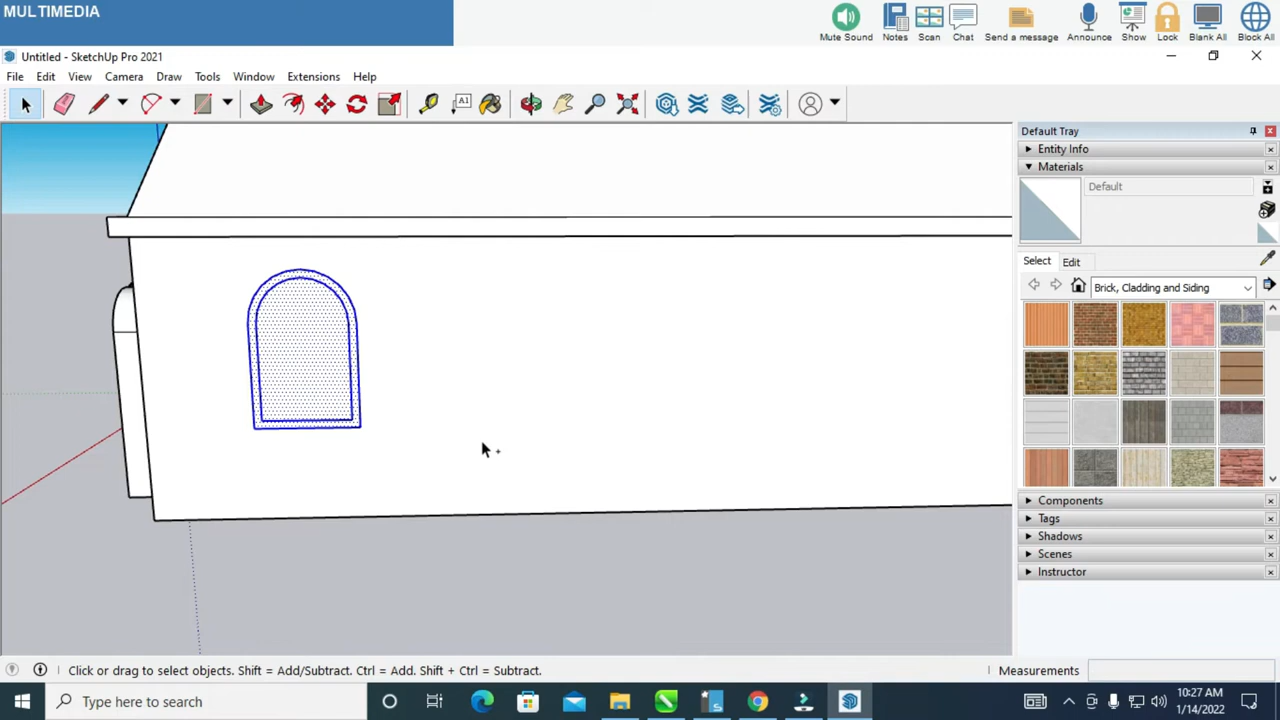 MULTIMEDIA
Mute Sound Notes Scan Chat Send a message Announce Show Lock Blank All Block All
Untitled - SketchUp Pro 2021
File Edit View Camera Draw Tools Window Extensions Help
A1
Default Tray
Entity Info
Materials
Default
Select Edit
Brick, Cladding and Siding
Components
Tags
Shadows
Scenes
Instructor
Click or drag to select objects. Shift = Add/Subtract. Ctrl = Add. Shift + Ctrl = Subtract.
Measurements
Type here to search
10:27 AM
1/14/2022